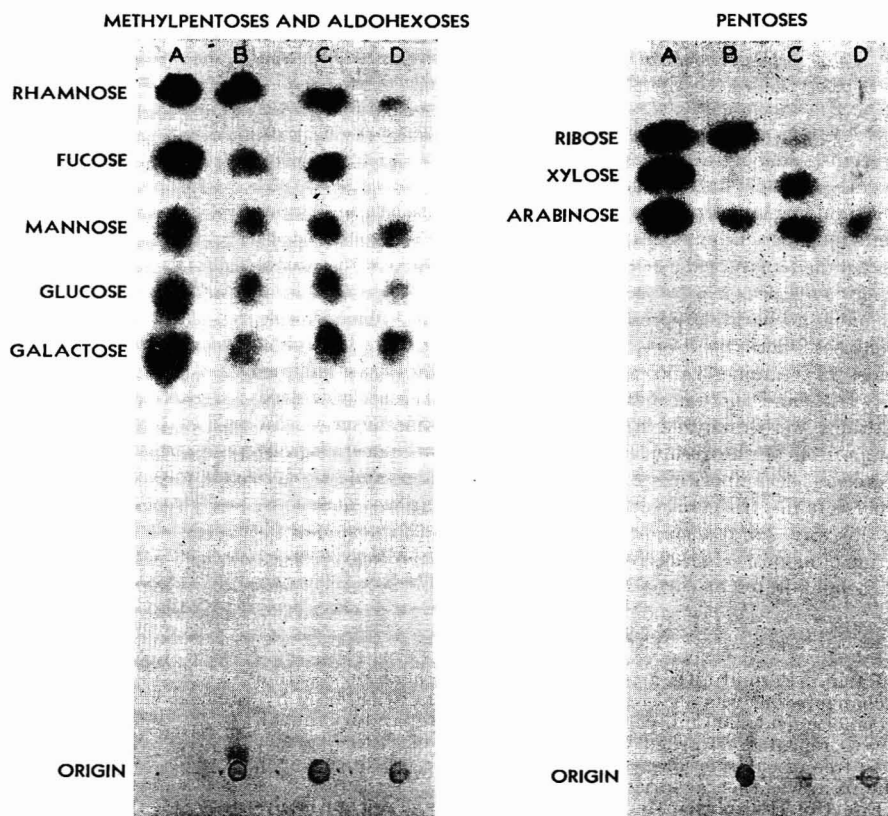 METHYLPENTOSES AND ALDOHEXOSES
A B C D
RHAMNOSE
FUCOSE
MANNOSE
GLUCOSE
GALACTOSE
ORIGIN
PENTOSES
A B C D
RIBOSE
XYLOSE
ARABINOSE
ORIGIN